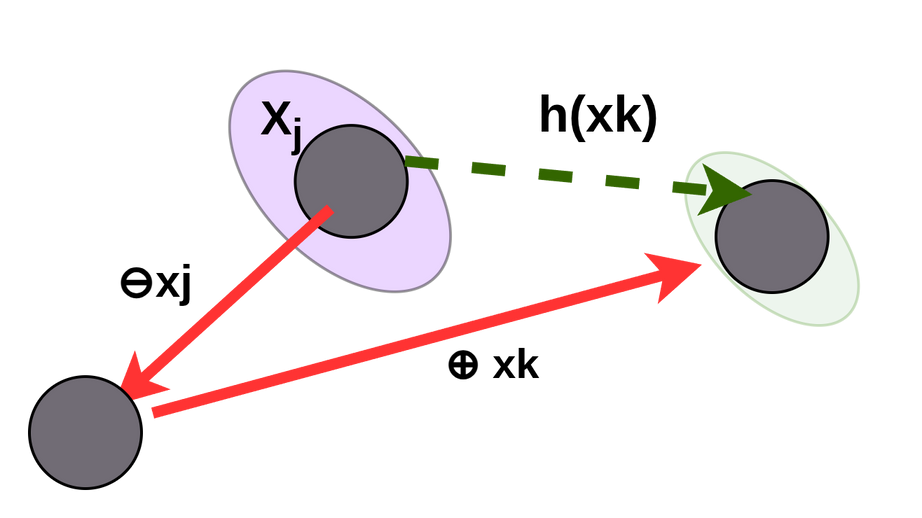 h(xk)
Xj
⊖xj
⊕ xk